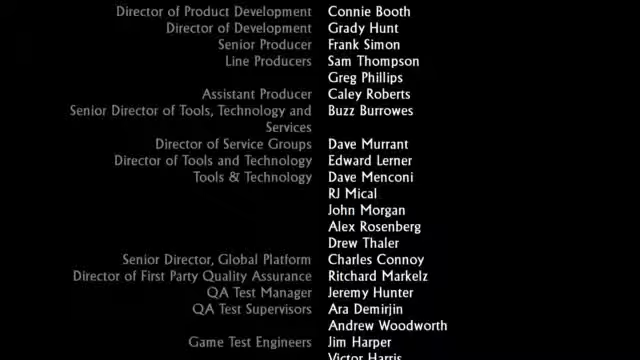 Director of Product Development Connie Booth
Director of Development Grady Hunt
Senior Producer Frank Simon
Line Producers Sam Thompson
Greg Phillips
Assistant Producer Caley Roberts
Senior Director of Tools, Technology and Buzz Burrowes
Services
Director of Service Groups Dave Murrant
Director of Tools and Technology Edward Lerner
Tools & Technology Dave Menconi
RJ Mical
John Morgan
Alex Rosenberg
Drew Thaler
Senior Director, Global Platform Charles Connoy
Director of First Party Quality Assurance Ritchard Markelz
QA Test Manager Jeremy Hunter
QA Test Supervisors Ara Demirjin
Andrew Woodworth
Game Test Engineers Jim Harper
Victor Harris